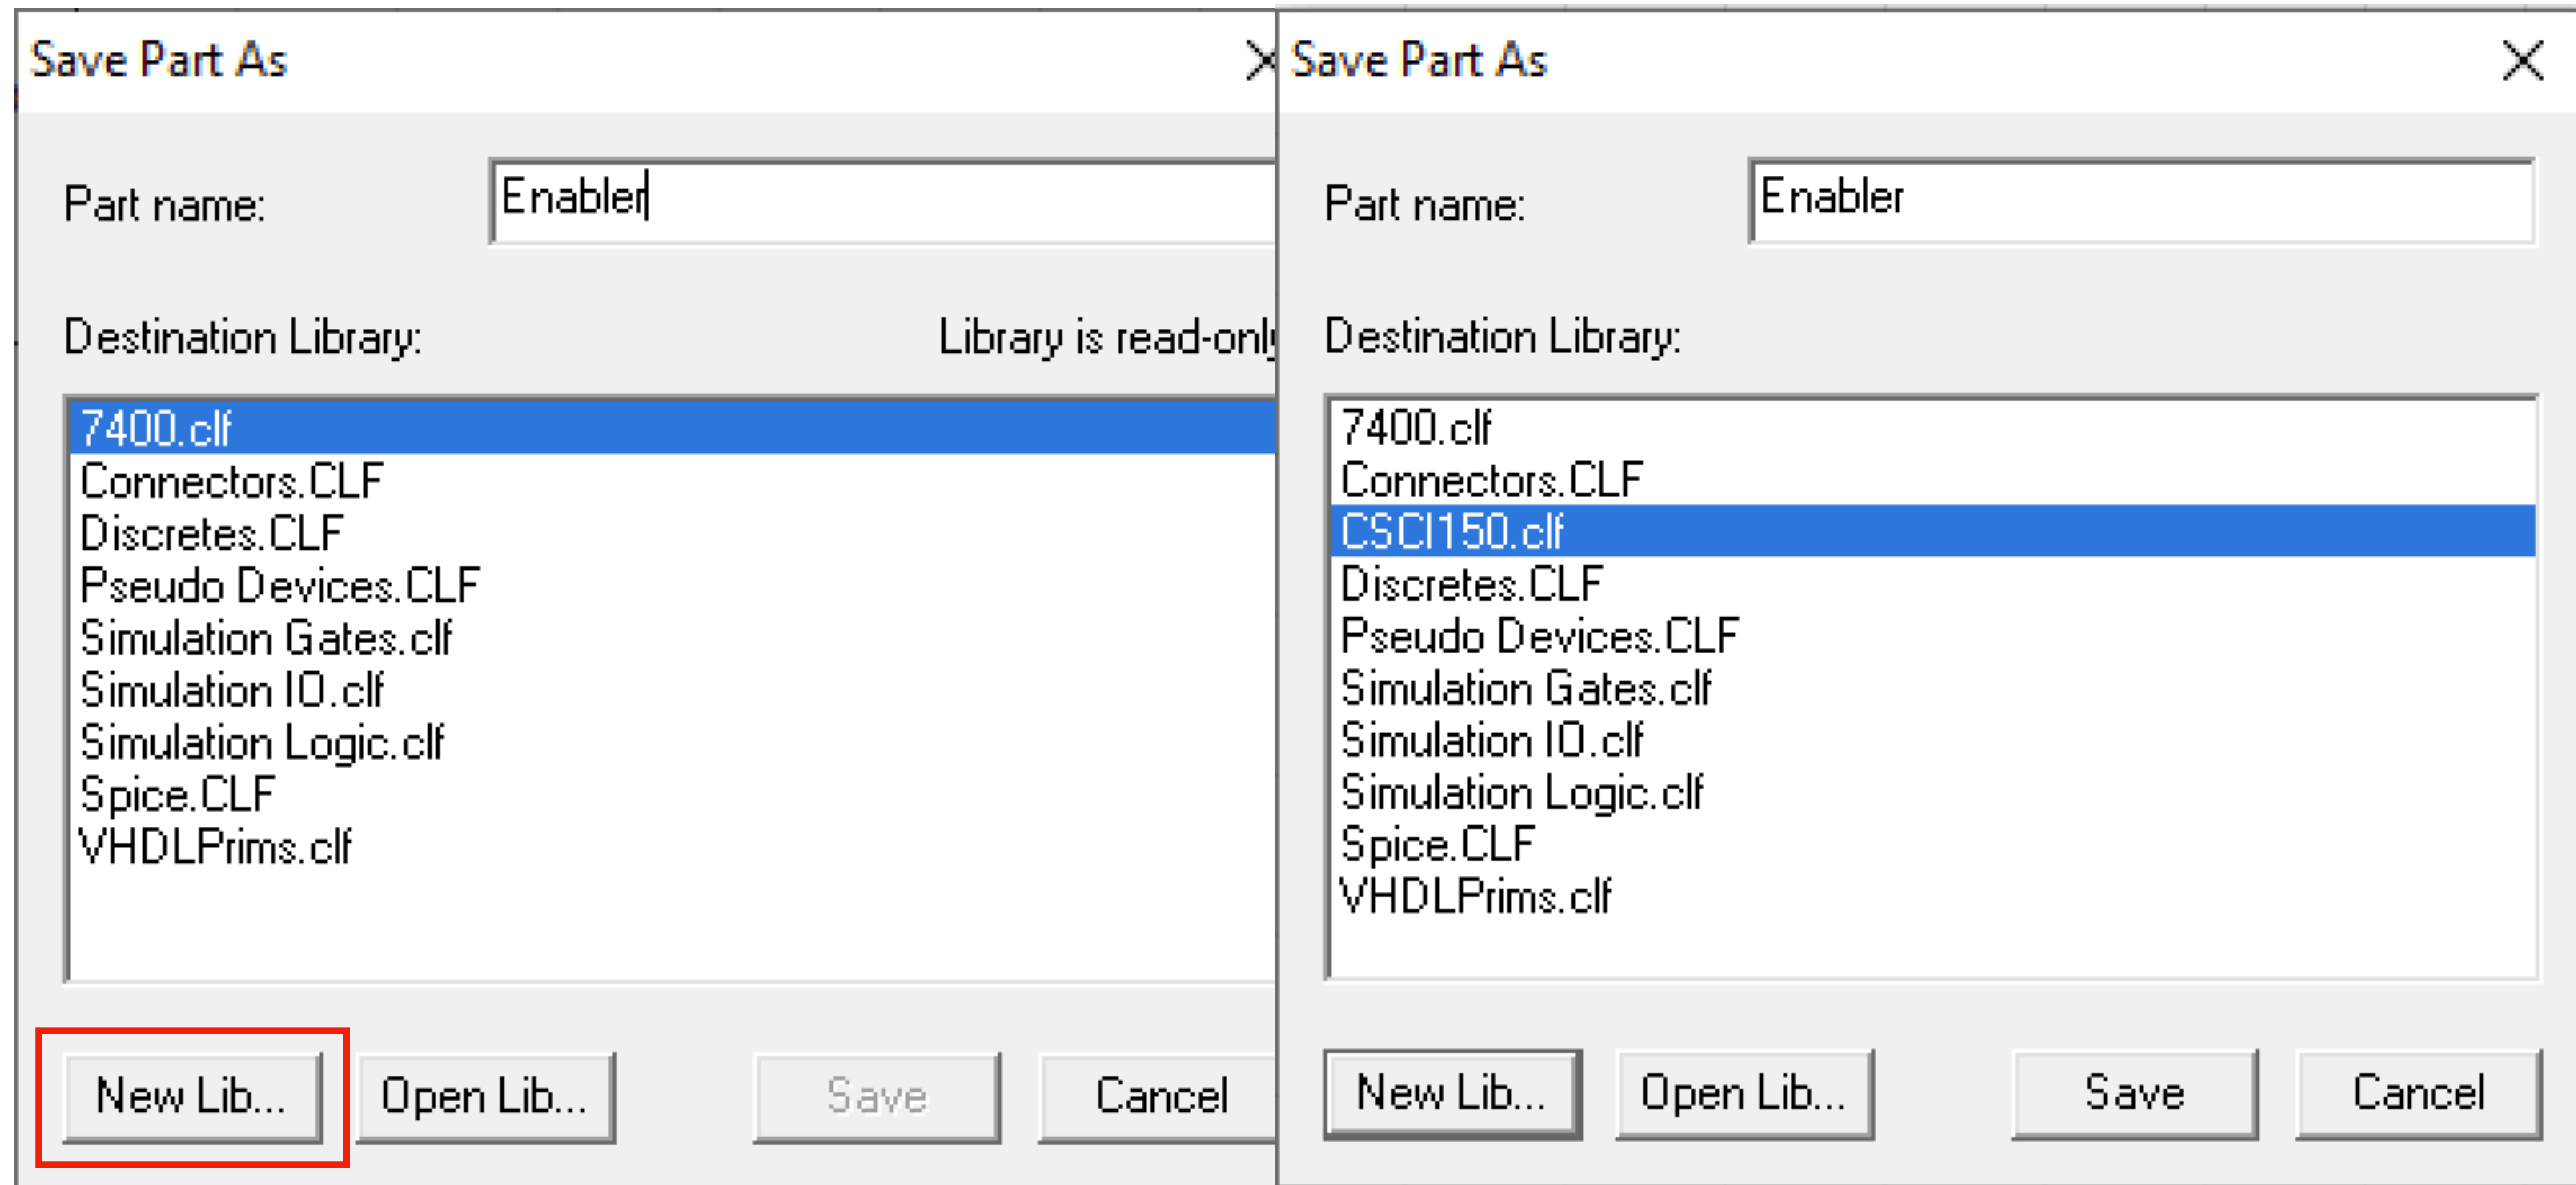 Save Part As
Part name: Enabler
Destination Library: Library is read-only
7400.clf
Connectors.CLF
Discretes.CLF
Pseudo Devices.CLF
Simulation Gates.clf
Simulation IO.clf
Simulation Logic.clf
Spice.CLF
VHDLPrims.clf
New Lib... Open Lib... Save Cancel
Save Part As
Part name: Enabler
Destination Library:
7400.clf
Connectors.CLF
CSCI150.clf
Discretes.CLF
Pseudo Devices.CLF
Simulation Gates.clf
Simulation IO.clf
Simulation Logic.clf
Spice.CLF
VHDLPrims.clf
New Lib... Open Lib... Save Cancel